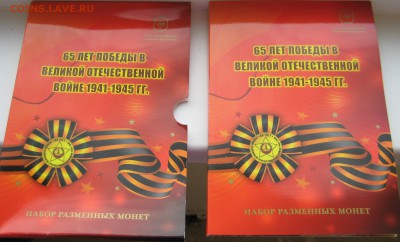 COINS.LAVE.RU
65 ЛЕТ ПОБЕДЫ В
ВЕЛИКОЙ ОТЕЧЕСТВЕННОЙ
ВОЙНЕ 1941-1945 ГГ.
НАБОР РАЗМЕННЫХ МОНЕТ
65 ЛЕТ ПОБЕДЫ В
ВЕЛИКОЙ ОТЕЧЕСТВЕННОЙ
ВОЙНЕ 1941-1945 ГГ.
НАБОР РАЗМЕННЫХ МОНЕТ